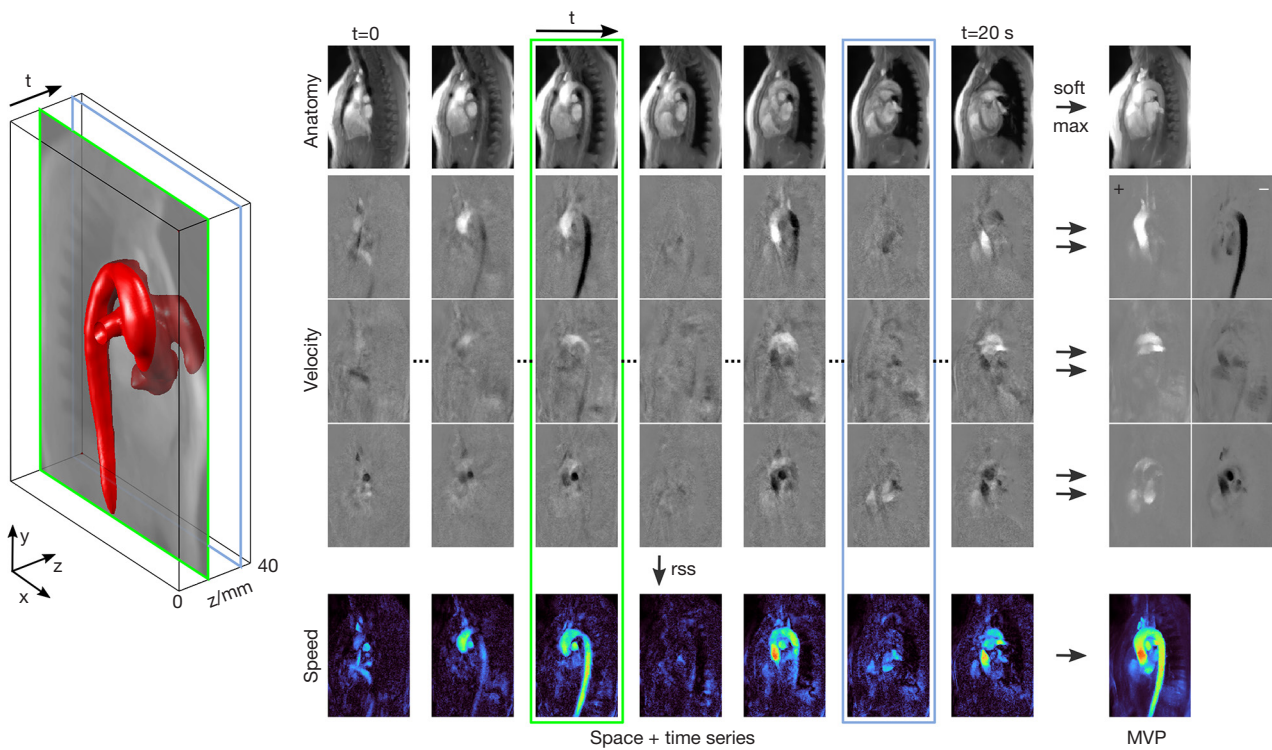 t
t=0
t
t=20 s
Anatomy
soft
max
+
−
Velocity
y
z
x
0
z/mm
40
rss
Speed
Space + time series
MVP